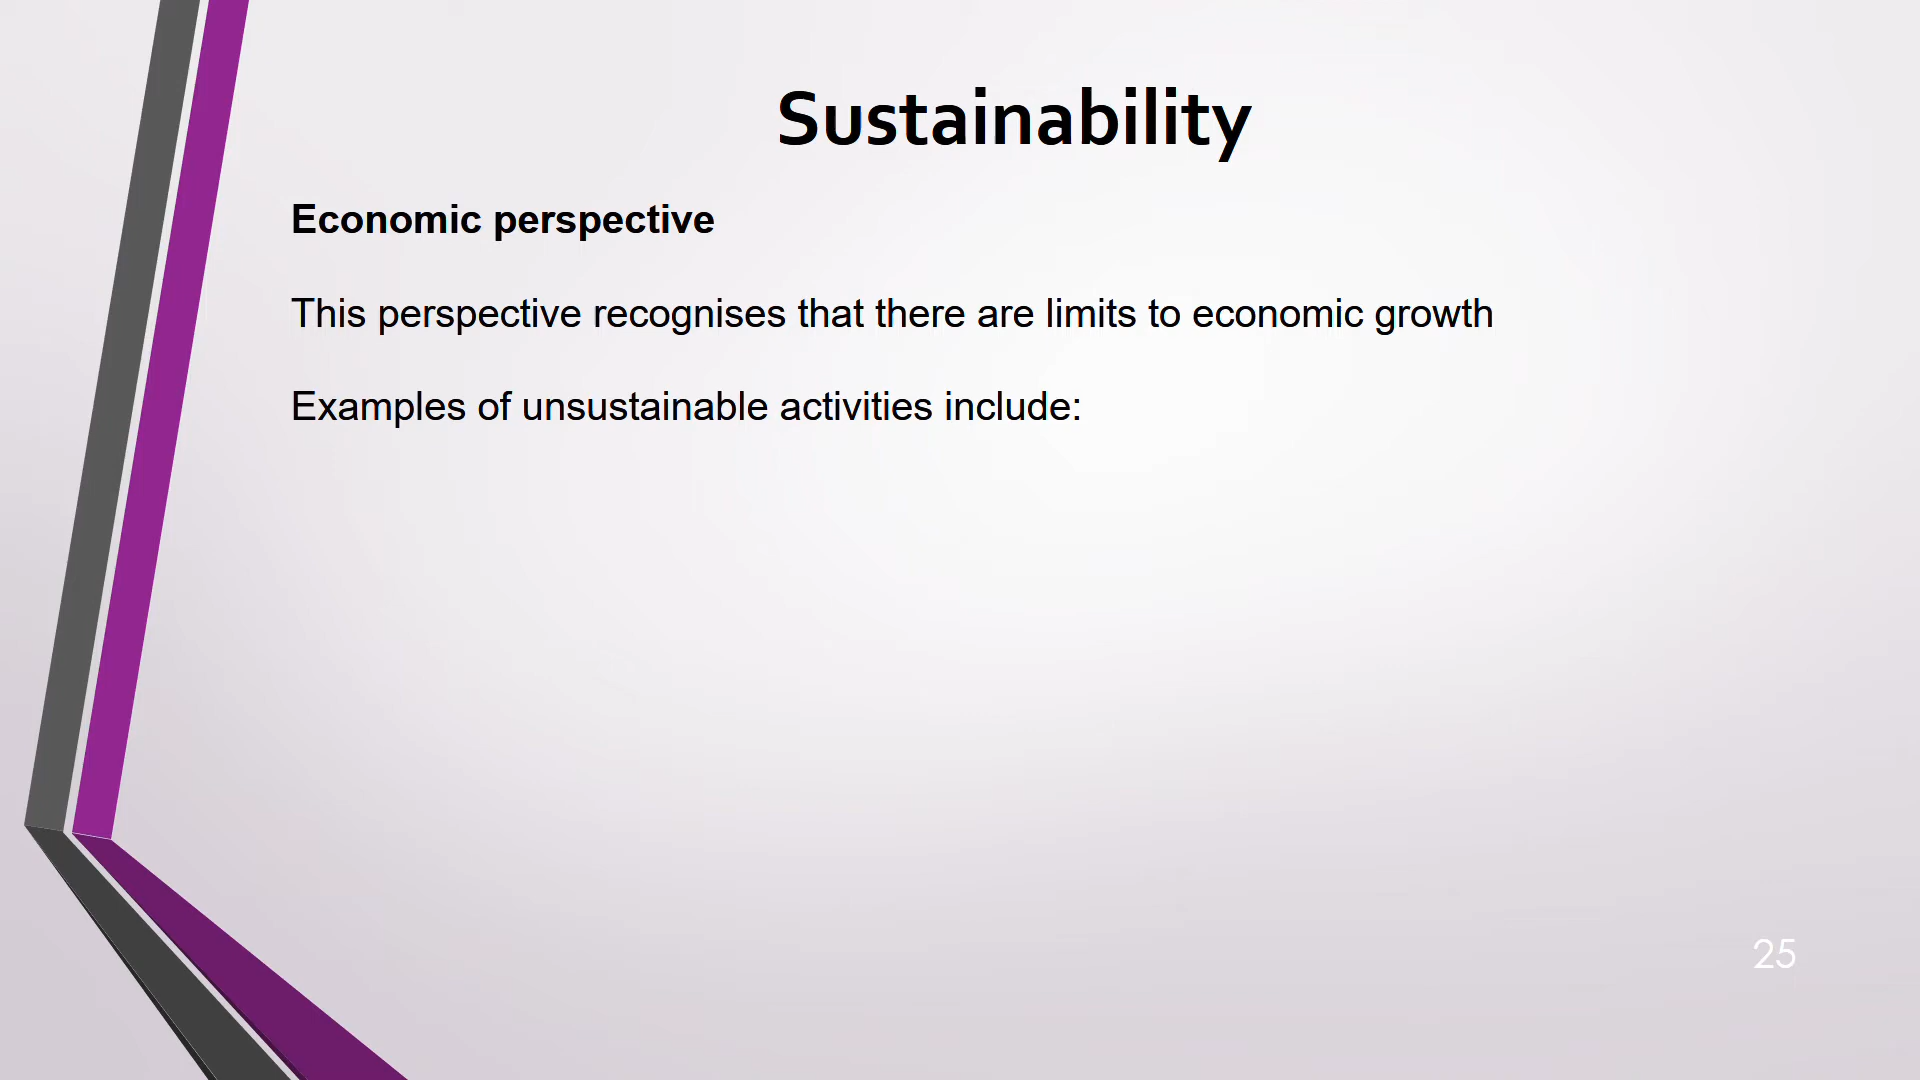 Sustainability
Economic perspective
This perspective recognises that there are limits to economic growth
Examples of unsustainable activities include:
25